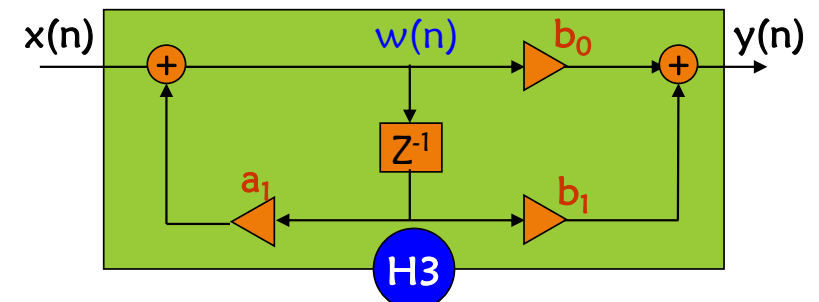 x(n) w(n) b₀ y(n)
+ +
Z⁻¹
a₁ b₁
H3